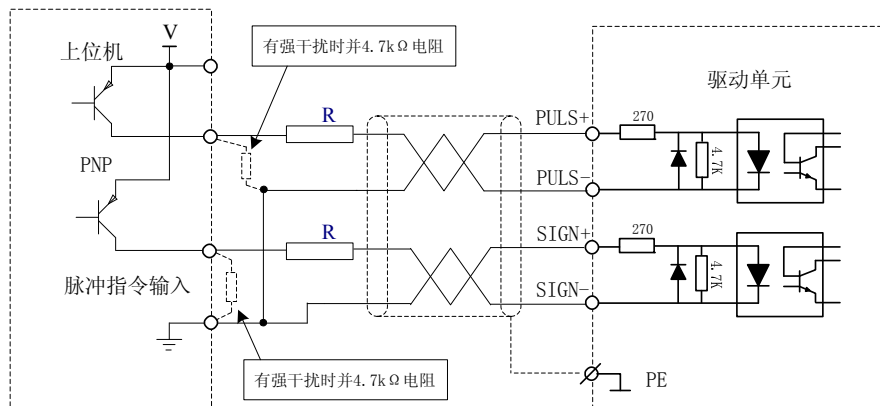 上位机
V
有强干扰时并4.7kΩ电阻
驱动单元
R
PULS+
270
4.7K
PNP
PULS-
R
SIGN+
270
4.7K
脉冲指令输入
SIGN-
有强干扰时并4.7kΩ电阻
PE